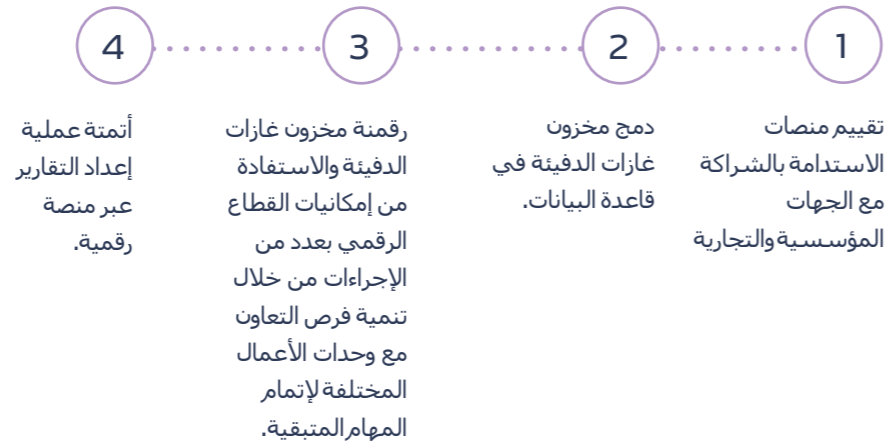 1
تقييم منصات
الاستدامة بالشراكة
مع الجهات
المؤسسية والتجارية
2
دمج مخزون
غازات الدفيئة في
قاعدة البيانات.
3
رقمنة مخزون غازات
الدفيئة والاستفادة
من إمكانيات القطاع
الرقمي بعدد من
الإجراءات من خلال
تنمية فرص التعاون
مع وحدات الأعمال
المختلفة لإتمام
المهام المتبقية.
4
أتمتة عملية
إعداد التقارير
عبر منصة
رقمية.